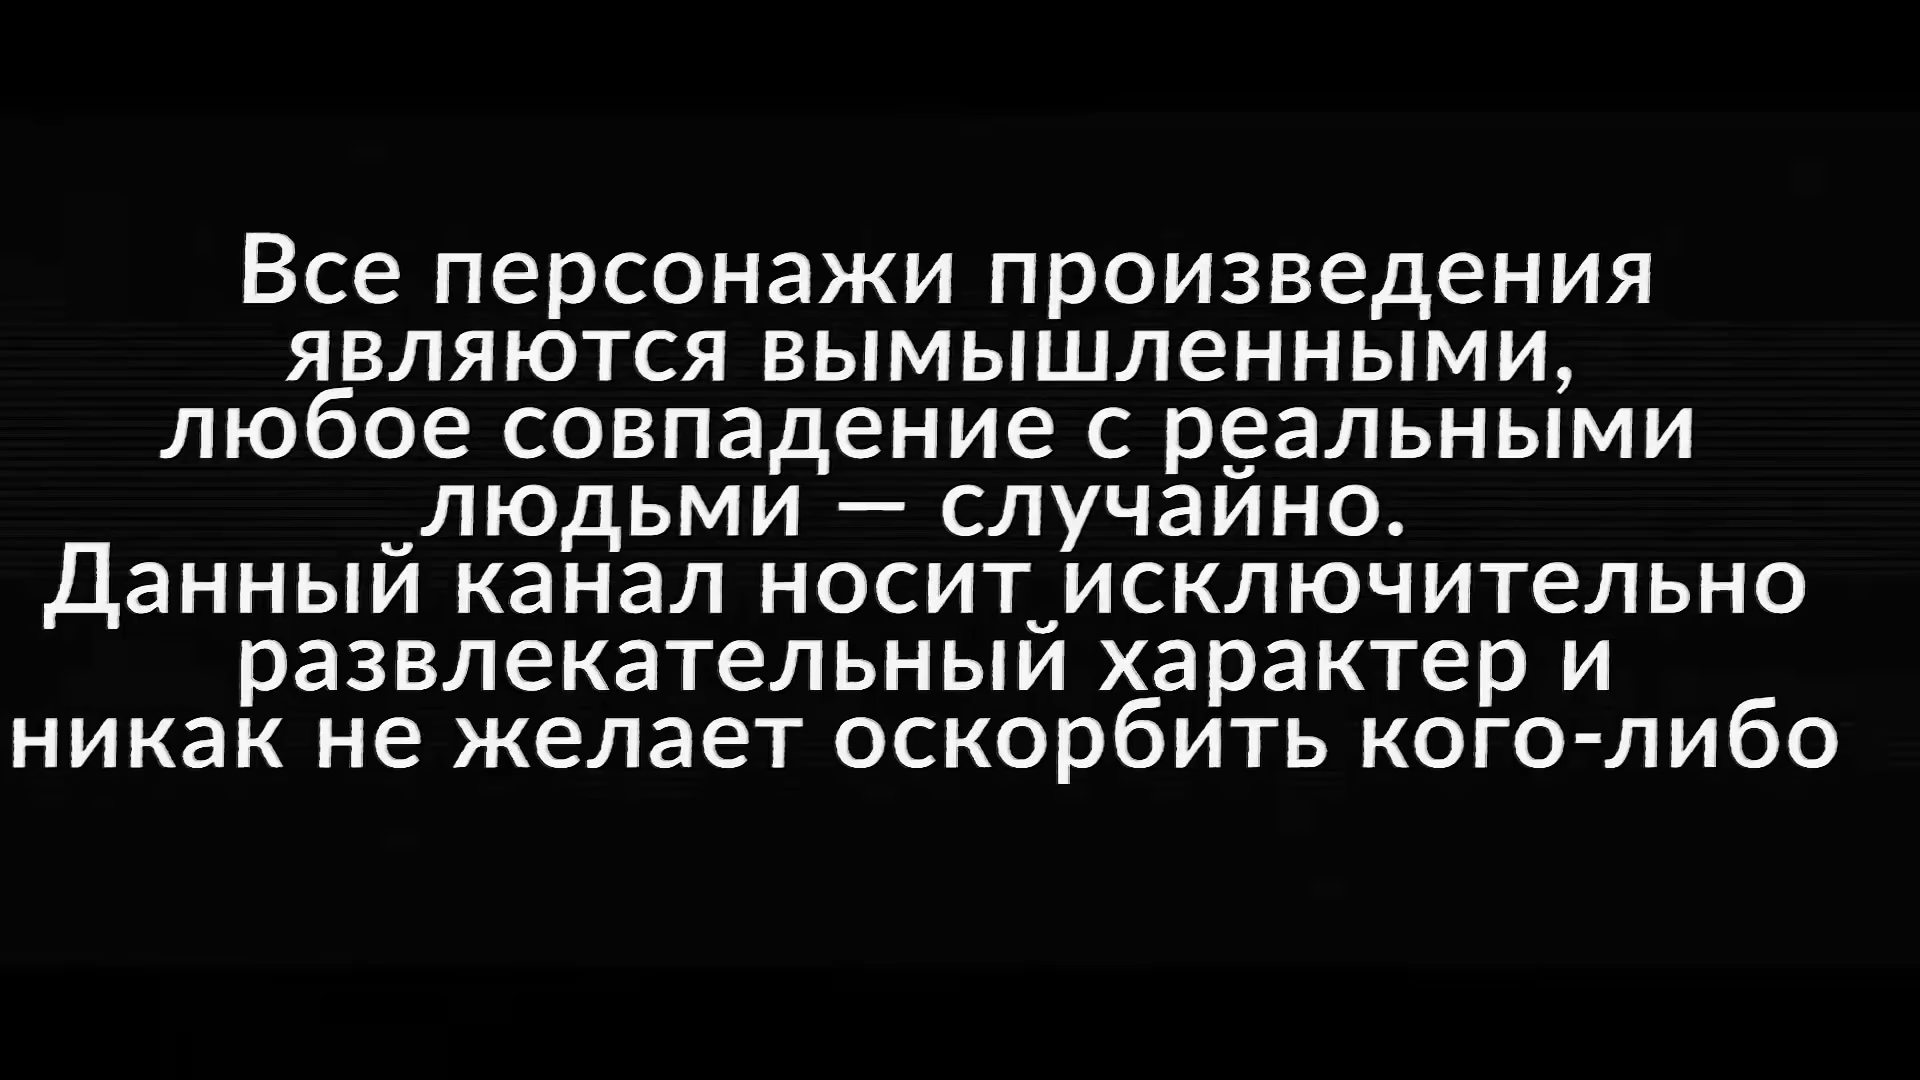 Все персонажи произведения
являются вымышленными,
любое совпадение с реальными
людьми — случайно.
Данный канал носит исключительно
развлекательный характер и
никак не желает оскорбить кого-либо